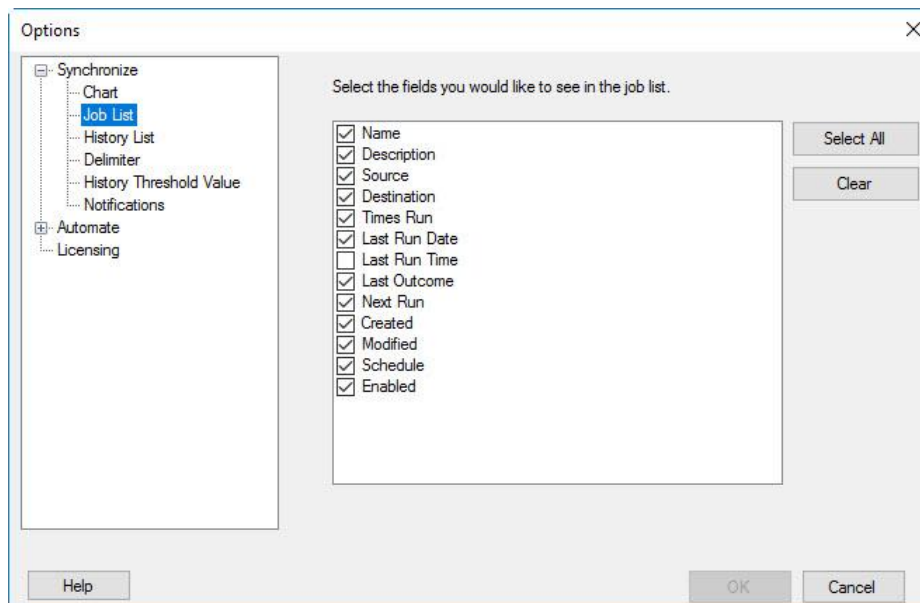 Options
Synchronize
Chart
Job List
History List
Delimiter
History Threshold Value
Notifications
Automate
Licensing
Select the fields you would like to see in the job list.
Name
Description
Source
Destination
Times Run
Last Run Date
Last Run Time
Last Outcome
Next Run
Created
Modified
Schedule
Enabled
Select All
Clear
Help
OK
Cancel